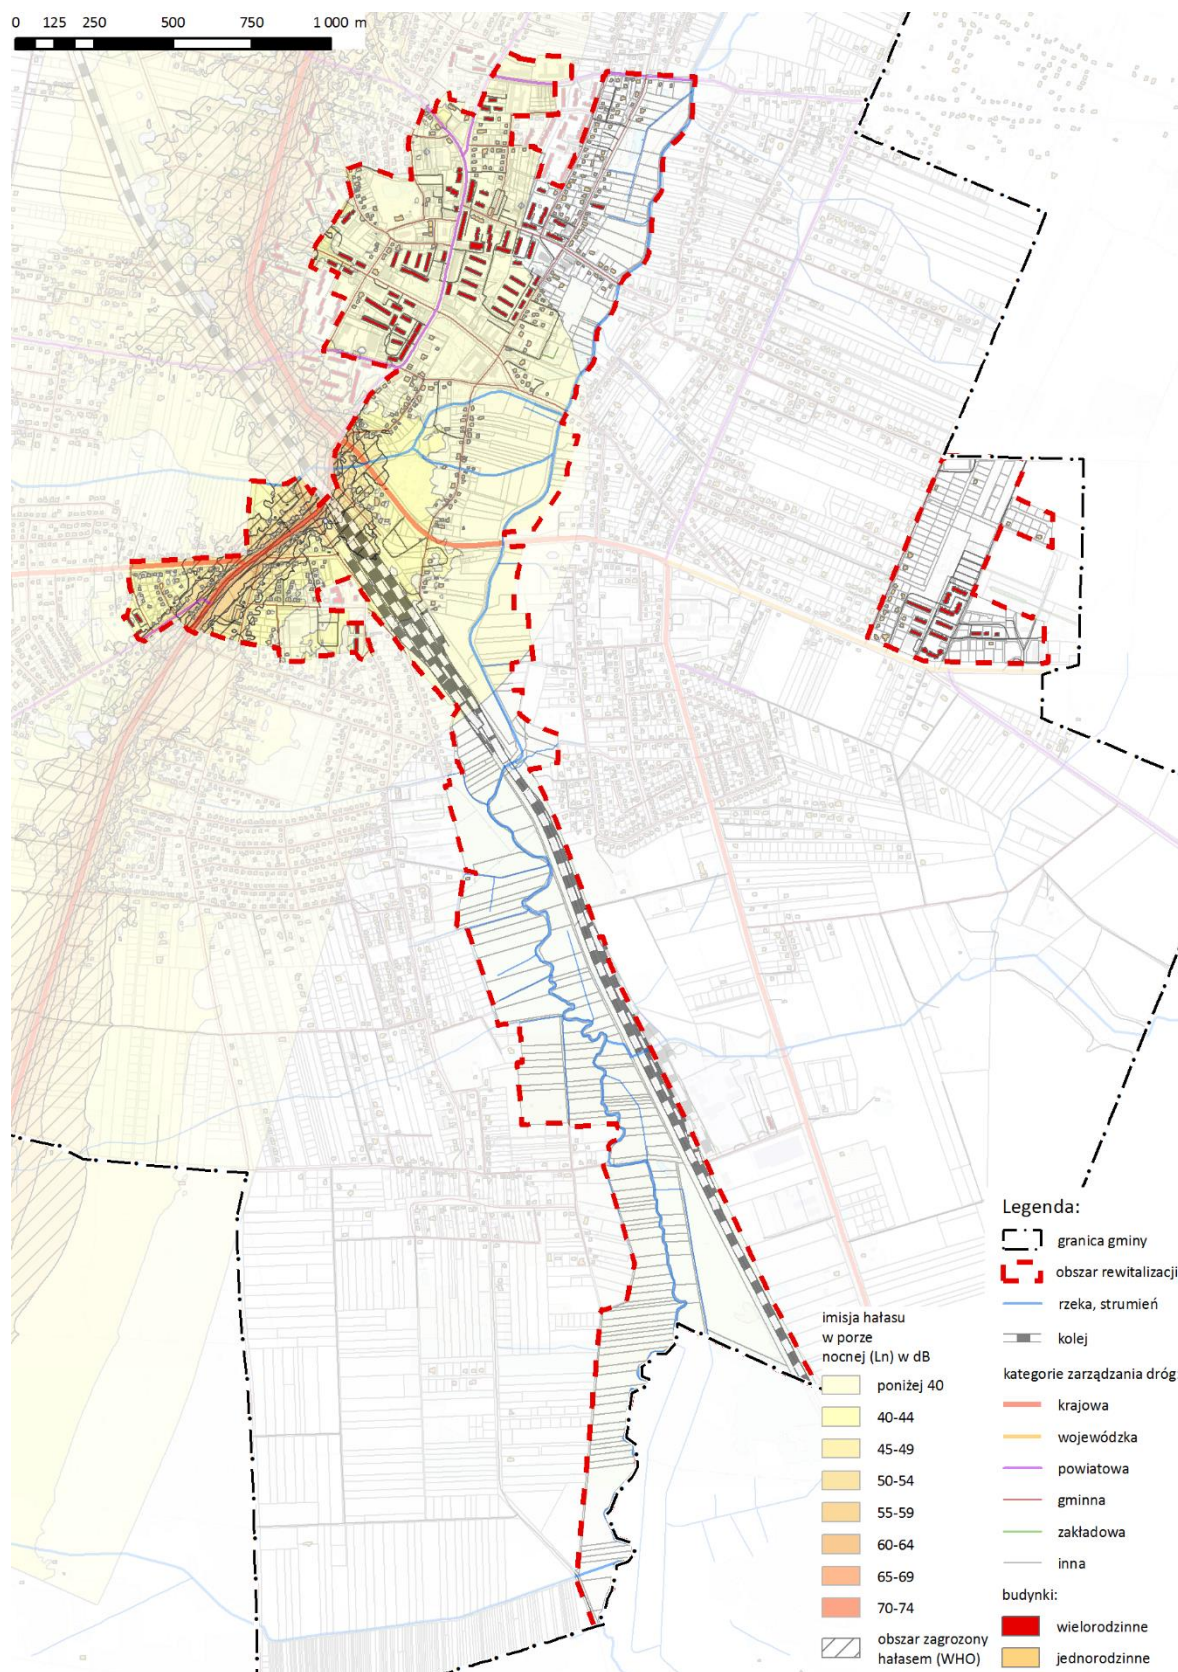 0 125 250 500 750 1 000 m
Legenda:
granica gminy
obszar rewitalizacji
rzeka, strumień
kolej
kategorie zarządzania dróg
krajowa
wojewódzka
powiatowa
gminna
zakładowa
inna
budynki:
wielorodzinne
jednorodzinne
imisja hałasu
w porze
nocnej (Ln) w dB
poniżej 40
40-44
45-49
50-54
55-59
60-64
65-69
70-74
obszar zagrozony
hałasem (WHO)